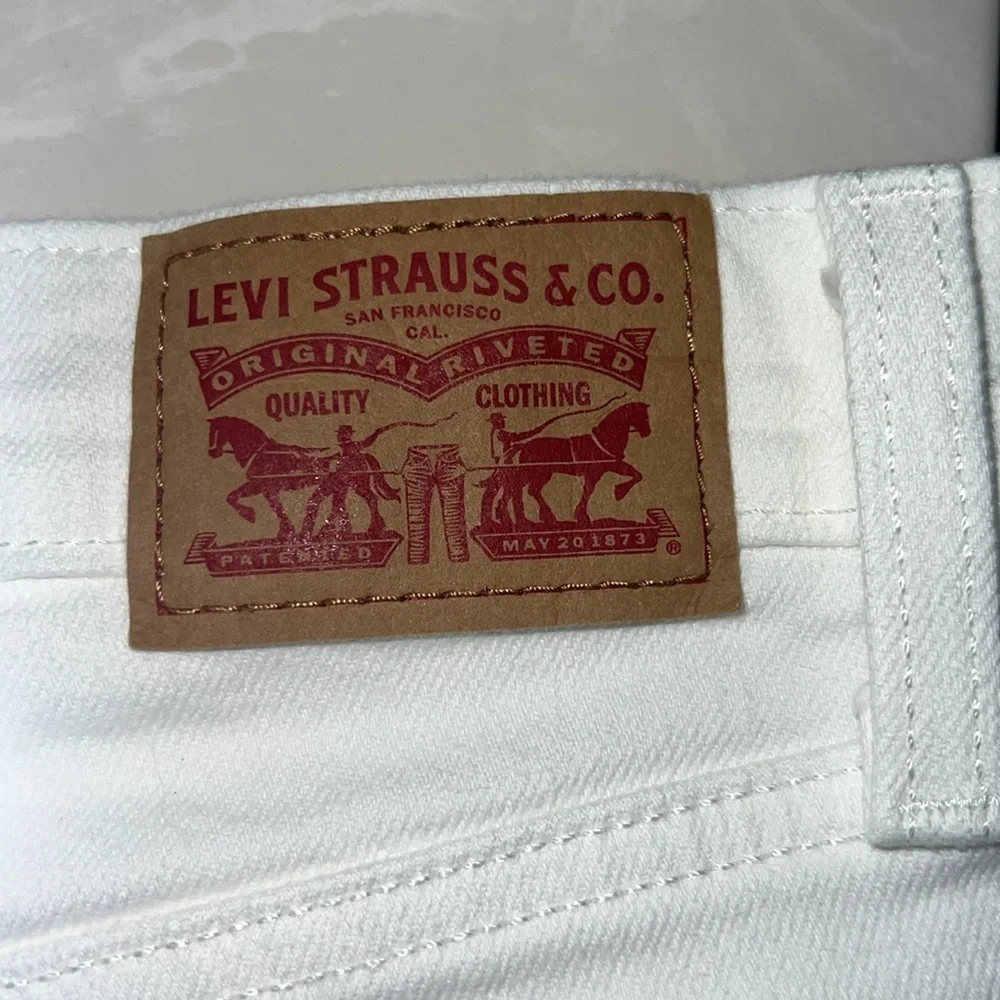 LEVI STRAUSS & CO.
SAN FRANCISCO
CAL.
ORIGINAL RIVETED
QUALITY CLOTHING
PATENTED MAY 20 1873 ®